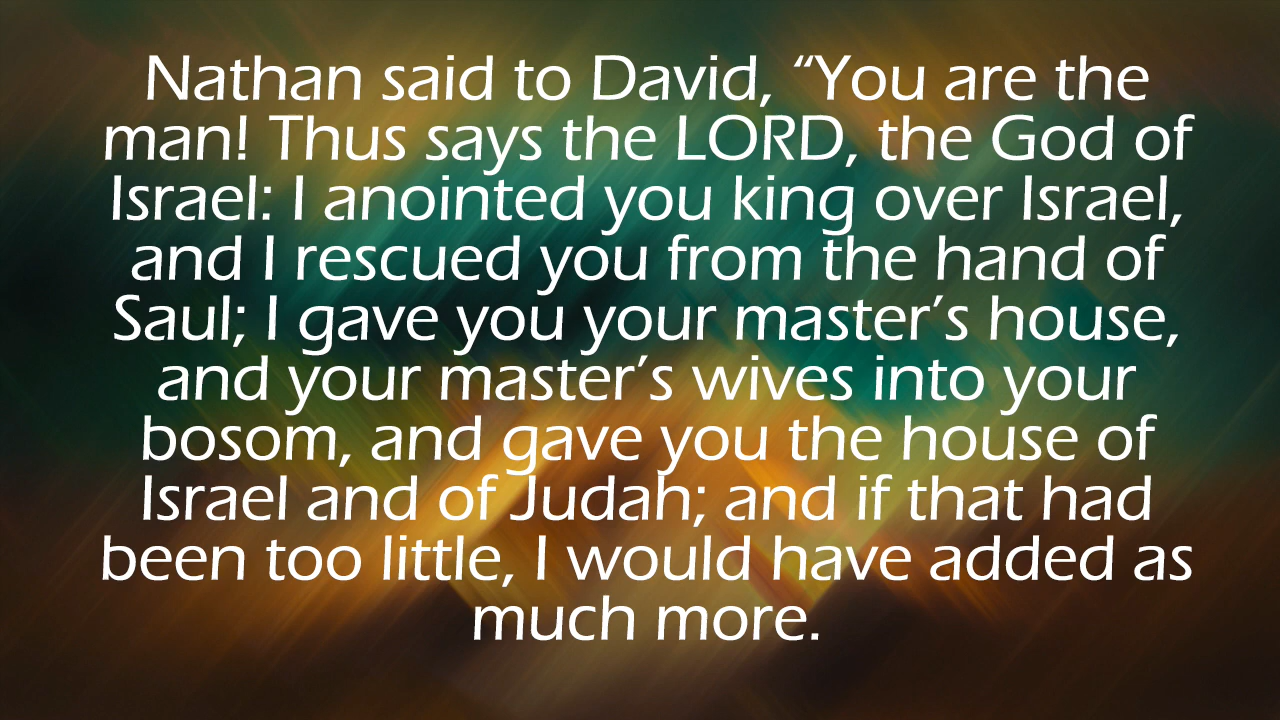 Nathan said to David, “You are the
man! Thus says the LORD, the God of
Israel: I anointed you king over Israel,
and I rescued you from the hand of
Saul; I gave you your master’s house,
and your master’s wives into your
bosom, and gave you the house of
Israel and of Judah; and if that had
been too little, I would have added as
much more.